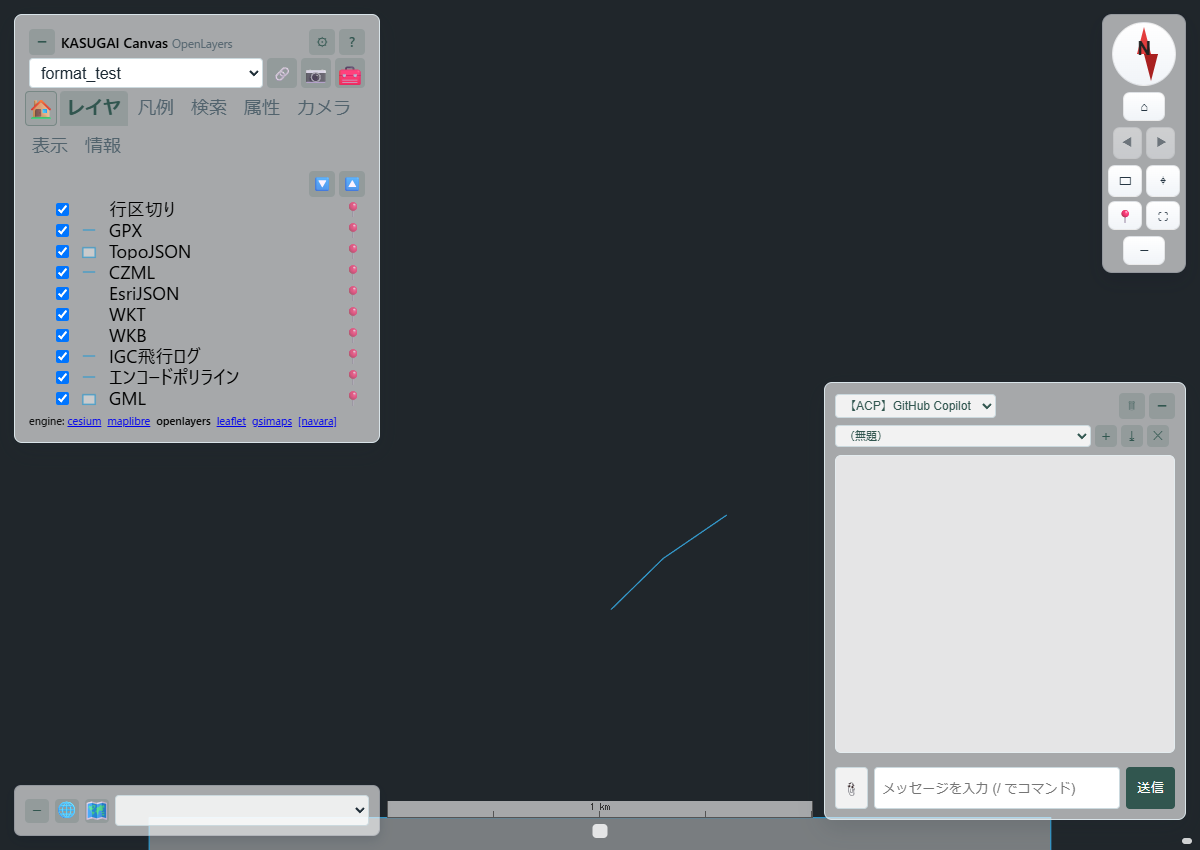 KASUGAI Canvas OpenLayers
?
format_test
レイヤ 凡例 検索 属性 カメラ
表示 情報
行区切り
GPX
TopoJSON
CZML
EsriJSON
WKT
WKB
IGC飛行ログ
エンコードポリライン
GML
engine: cesium maplibre openlayers leaflet gsimaps [navara]
N
【ACP】GitHub Copilot
(無題)
メッセージを入力 (/ でコマンド)
送信
1 km